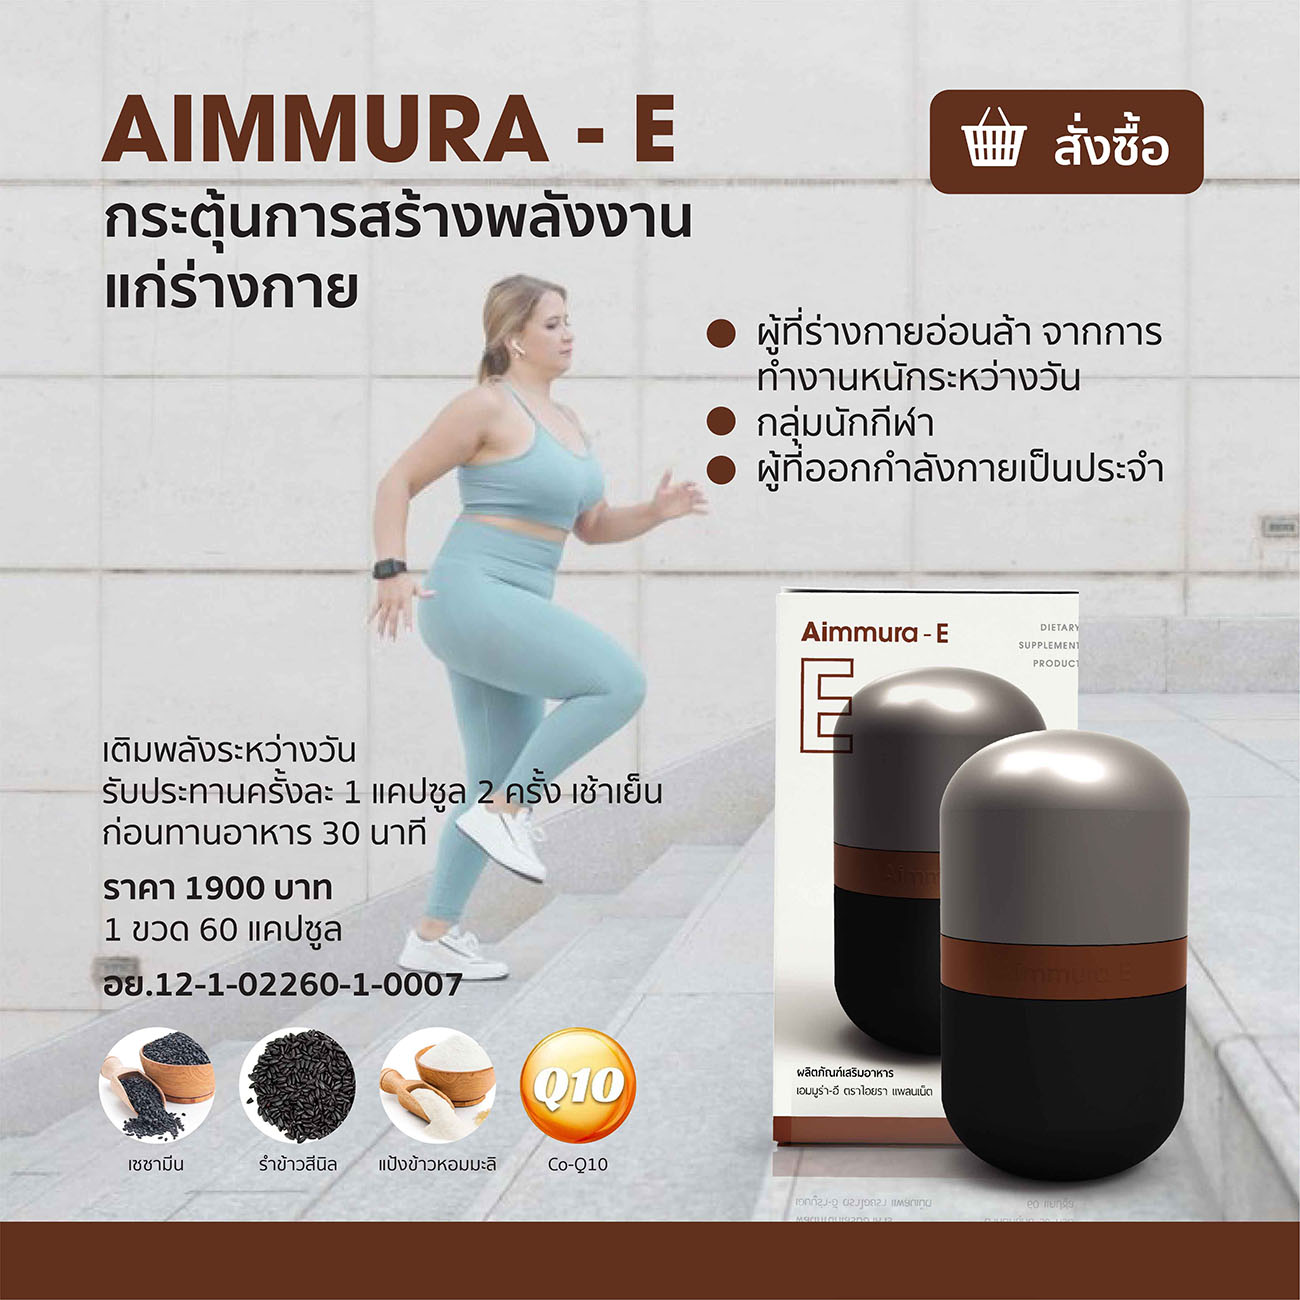 AIMMURA - E
สั่งซื้อ
กระตุ้นการสร้างพลังงาน
แก่ร่างกาย
ผู้ที่ร่างกายอ่อนล้า จากการ
ทำงานหนักระหว่างวัน
กลุ่มนักกีฬา
ผู้ที่ออกกำลังกายเป็นประจำ
Aimmura - E
DIETARY
SUPPLEMENT
PRODUCT
E
เติมพลังระหว่างวัน
รับประทานครั้งละ 1 แคปซูล 2 ครั้ง เช้าเย็น
ก่อนทานอาหาร 30 นาที
ราคา 1900 บาท
1 ขวด 60 แคปซูล
อย.12-1-02260-1-0007
Aimmura-E
ผลิตภัณฑ์เสริมอาหาร
เอมมูร่า-อี ตราไอยรา แพลนเน็ต
Q10
เซซามีน
รำข้าวสีนิล
แป้งข้าวหอมมะลิ
Co-Q10